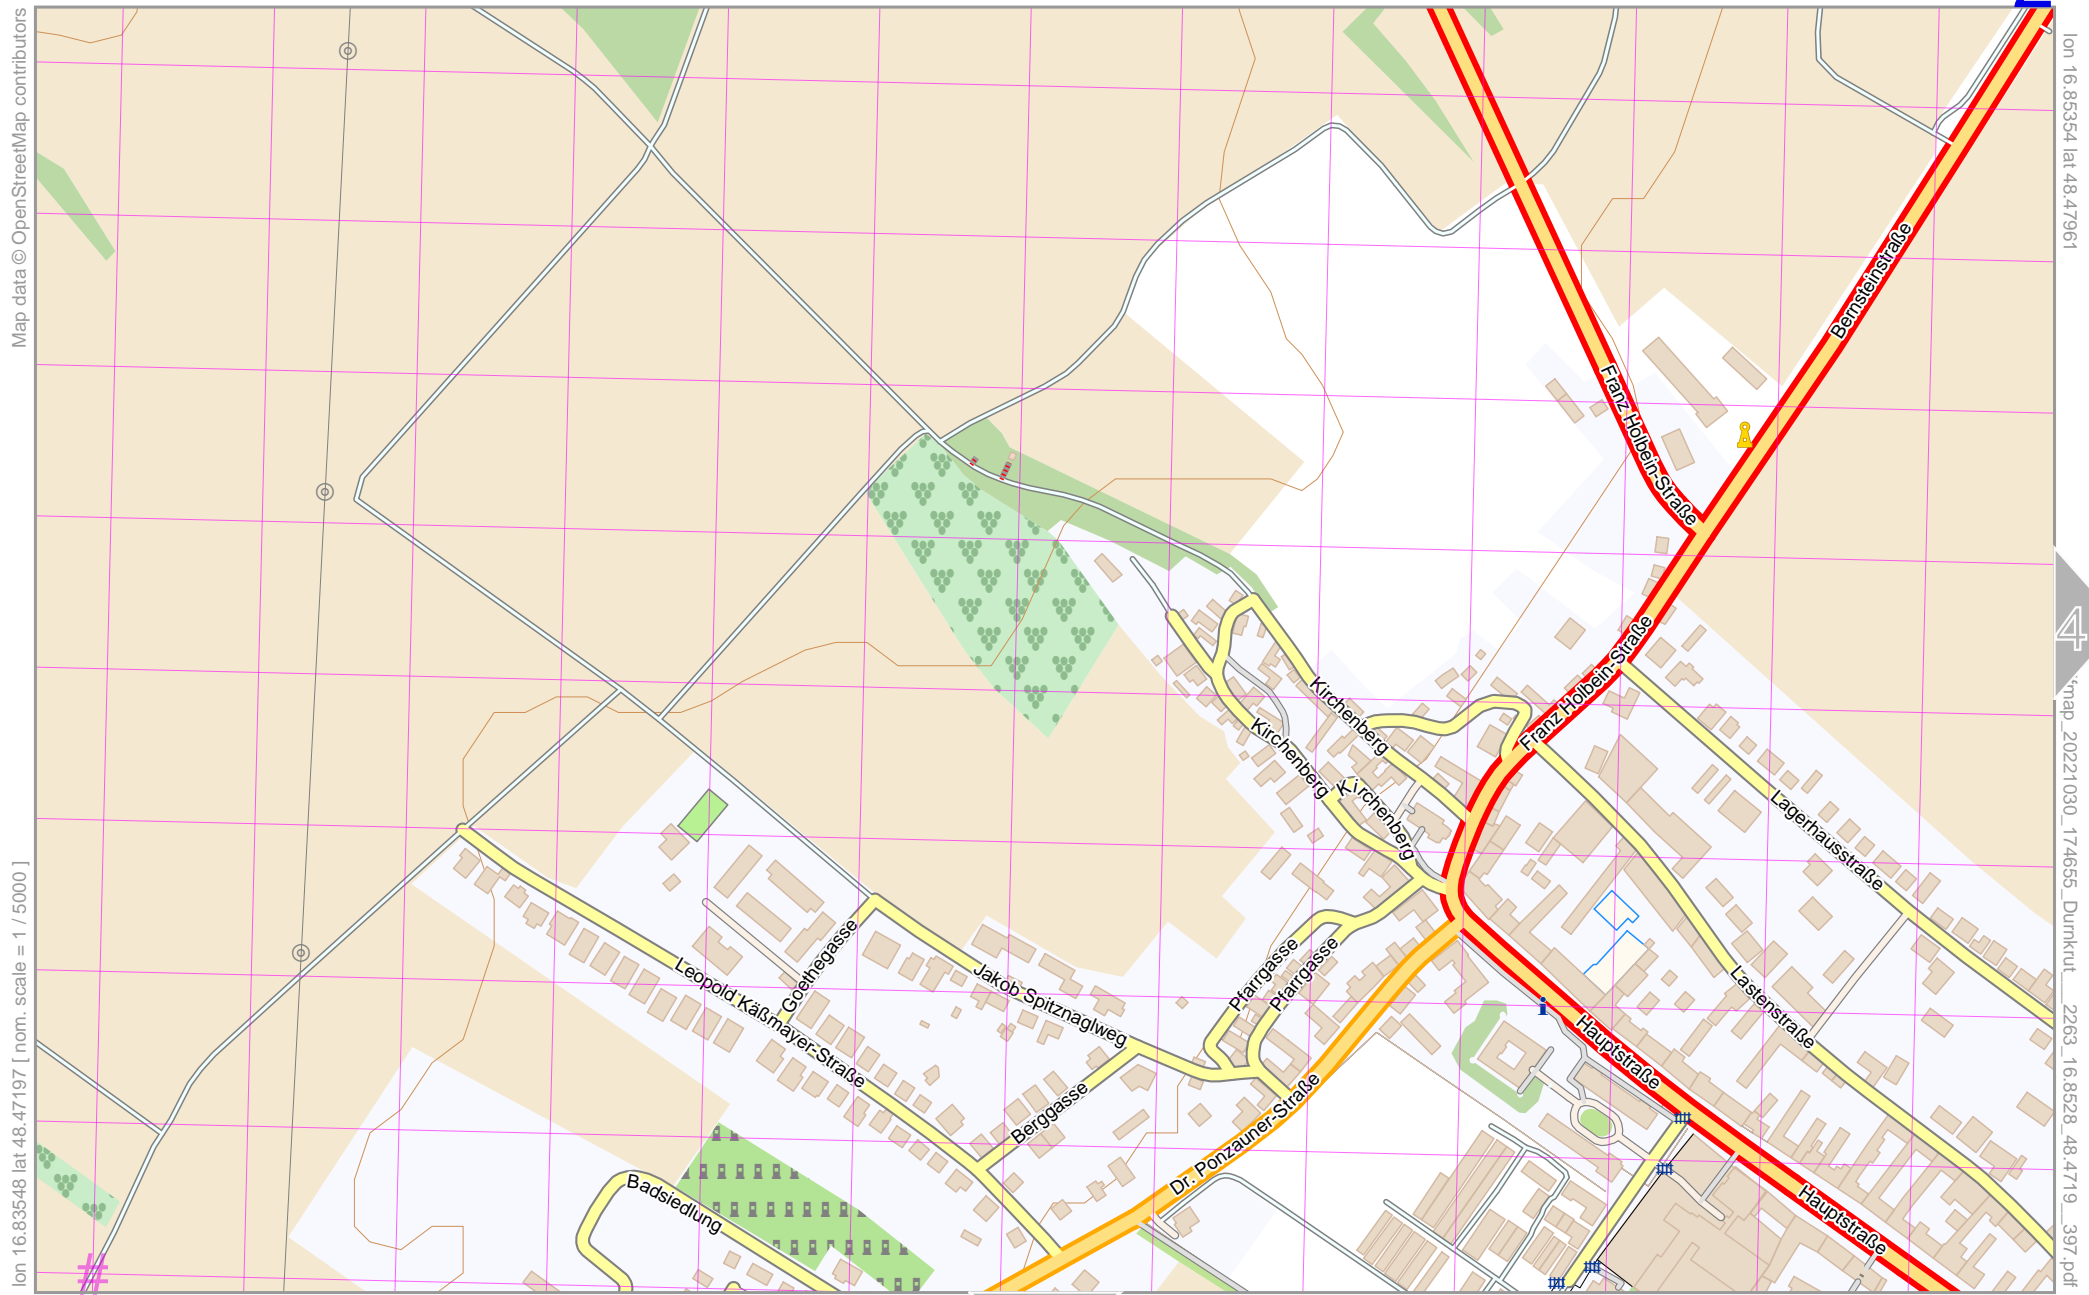 Map data © OpenStreetMap contributors
lon 16.83548 lat 48.47197 [ nom. scale = 1 / 5000 ]
lon 16.85354 lat 48.47961
4
fmap_20221030_174655_Durnkrut___2263_16.8528_48.4719__397.pdf
Bernsteinstraße
Franz Holbein-Straße
Franz Holbein-Straße
Kirchenberg
Kirchenberg
Kirchenberg
Lagerhausstraße
Lastenstraße
Goethegasse
Leopold Käßmayer-Straße
Jakob Spitznaglweg
Pfarrgasse
Pfarrgasse
Hauptstraße
Berggasse
Dr. Ponzauner-Straße
Badsiedlung
Hauptstraße